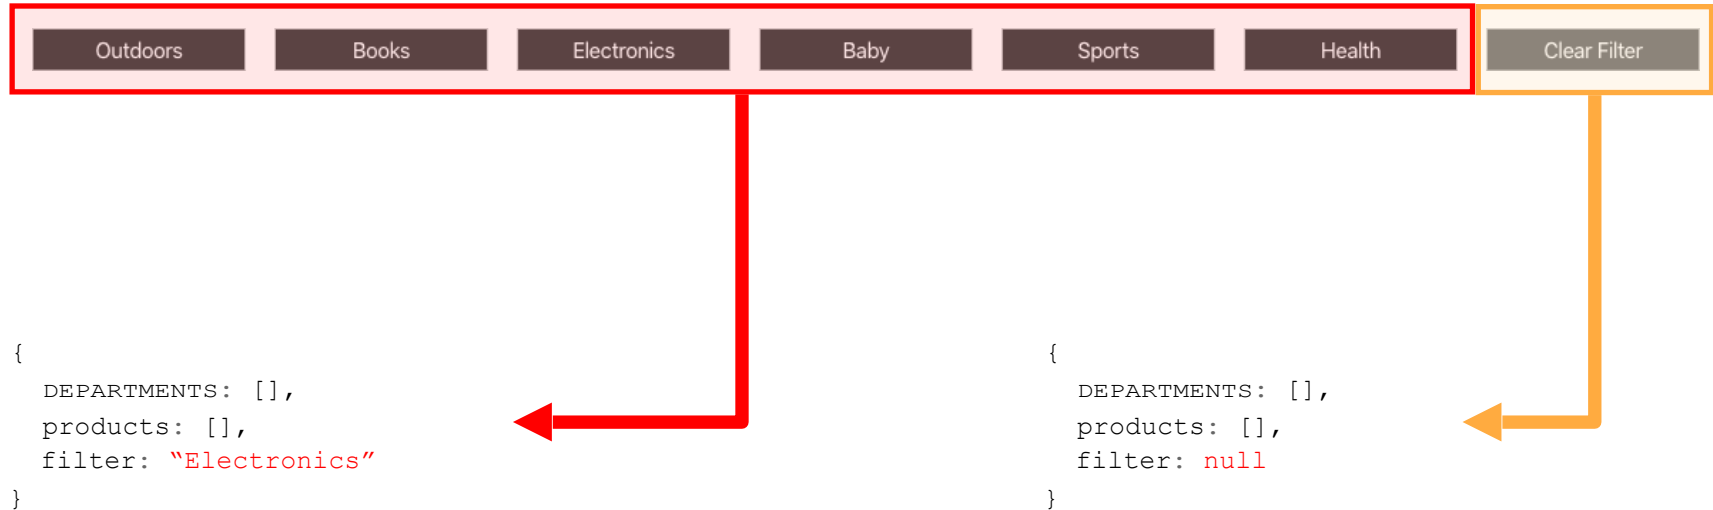 Outdoors Books Electronics Baby Sports Health Clear Filter
{
DEPARTMENTS: [],
products: [],
filter: “Electronics”
}
{
DEPARTMENTS: [],
products: [],
filter: null
}